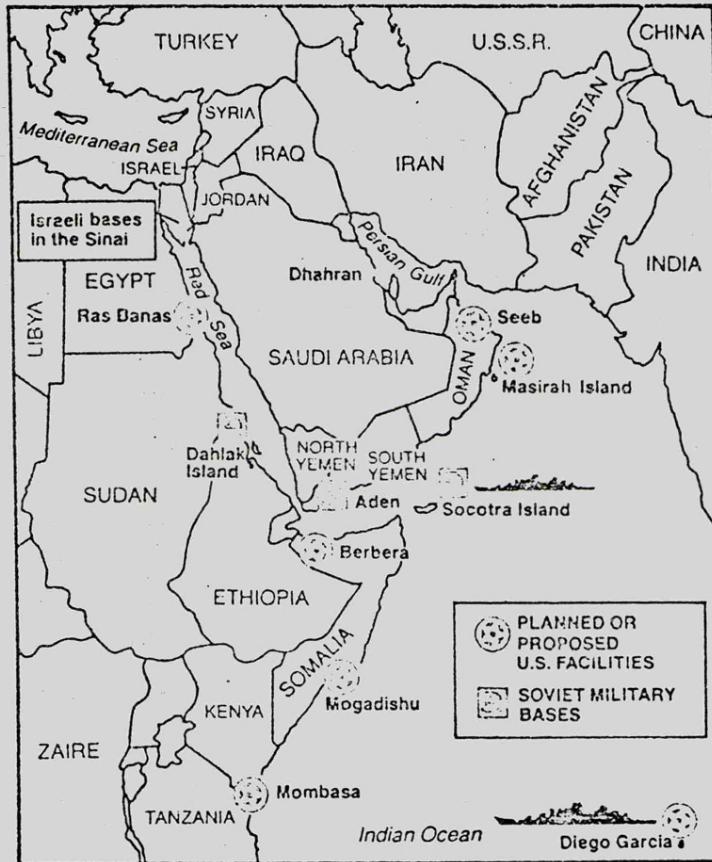 TURKEY
U.S.S.R.
CHINA
SYRIA
Mediterranean Sea
ISRAEL
IRAQ
IRAN
AFGHANISTAN
JORDAN
PAKISTAN
Israeli bases
in the Sinai
Persian Gulf
Dhahran
INDIA
EGYPT
Red Sea
LIBYA
Ras Banas
Seeb
SAUDI ARABIA
OMAN
Masirah Island
Dahlak
Island
NORTH
YEMEN
SOUTH
YEMEN
SUDAN
Aden
Socotra Island
Berbera
ETHIOPIA
PLANNED OR
PROPOSED
U.S. FACILITIES
SOMALIA
SOVIET MILITARY
BASES
Mogadishu
KENYA
ZAIRE
Mombasa
TANZANIA
Indian Ocean
Diego Garcia